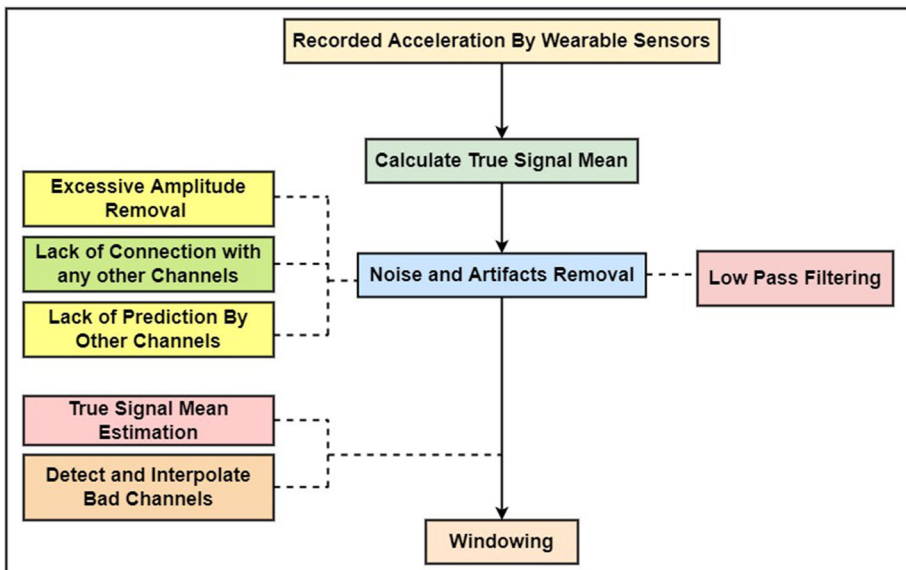 Recorded Acceleration By Wearable Sensors
Calculate True Signal Mean
Excessive Amplitude
Removal
Lack of Connection with
any other Channels
Noise and Artifacts Removal
Low Pass Filtering
Lack of Prediction By
Other Channels
True Signal Mean
Estimation
Detect and Interpolate
Bad Channels
Windowing